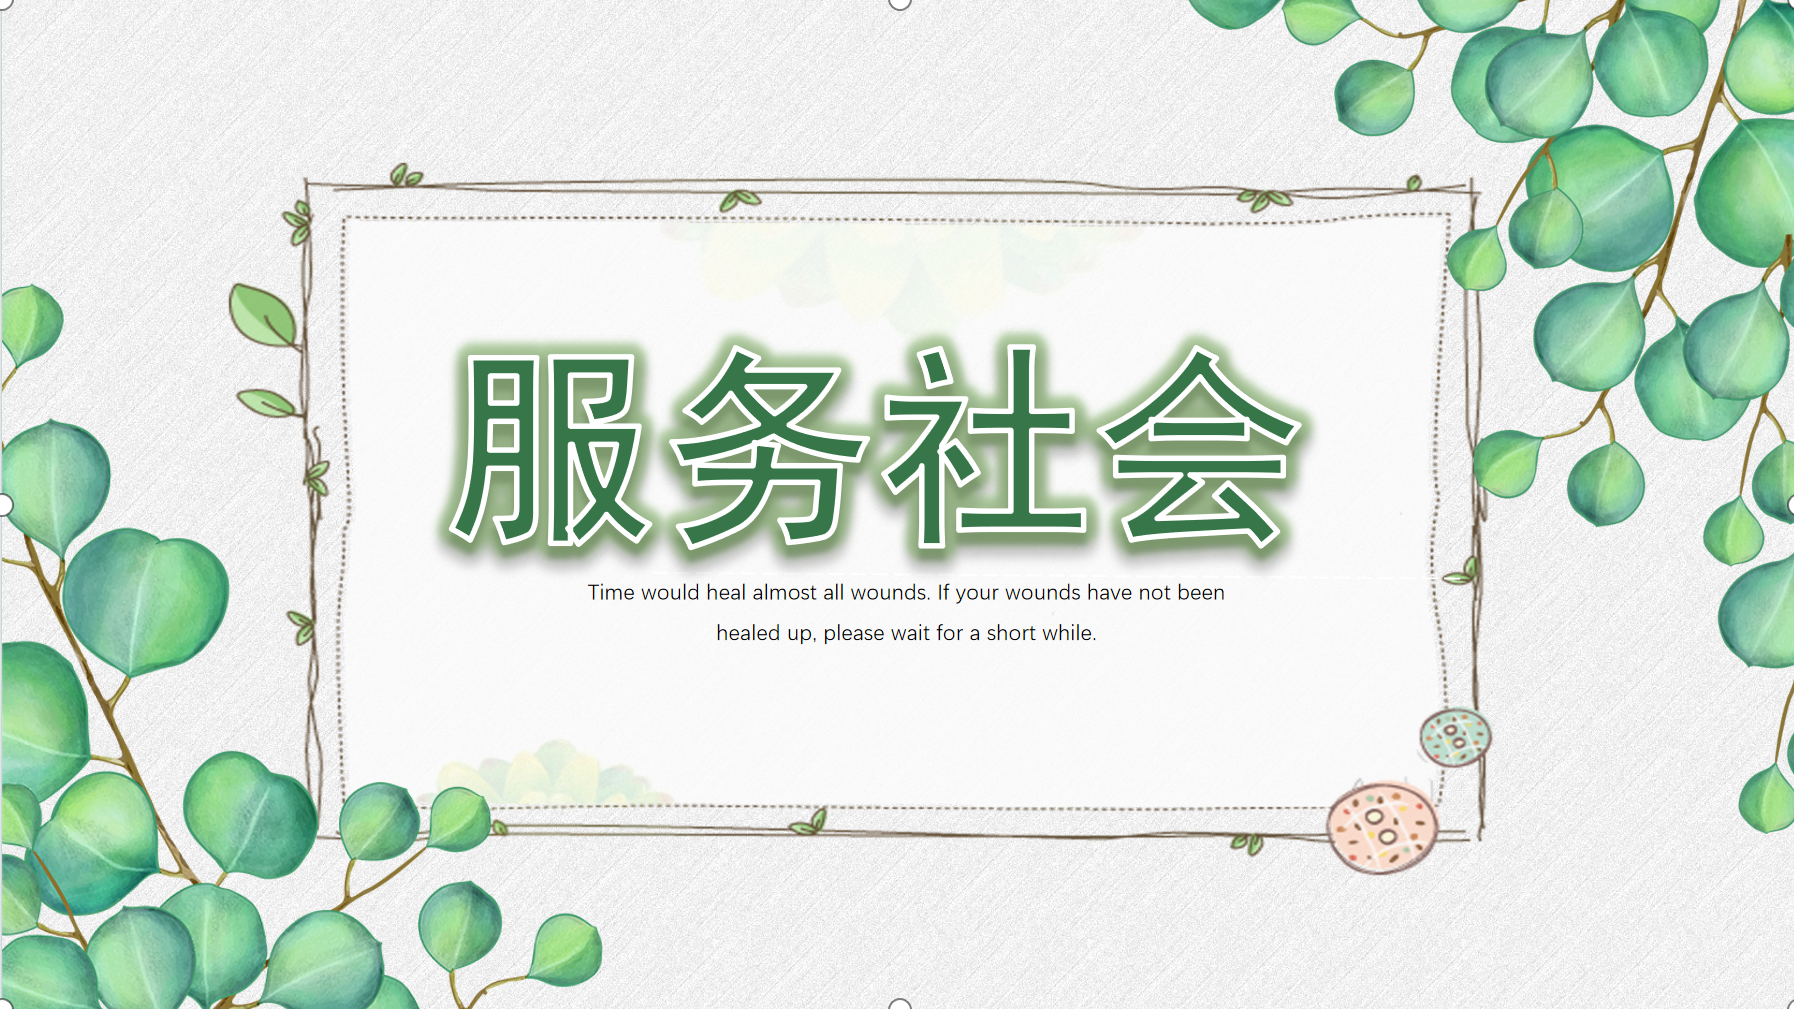 服务社会
Time would heal almost all wounds. If your wounds have not been
healed up, please wait for a short while.